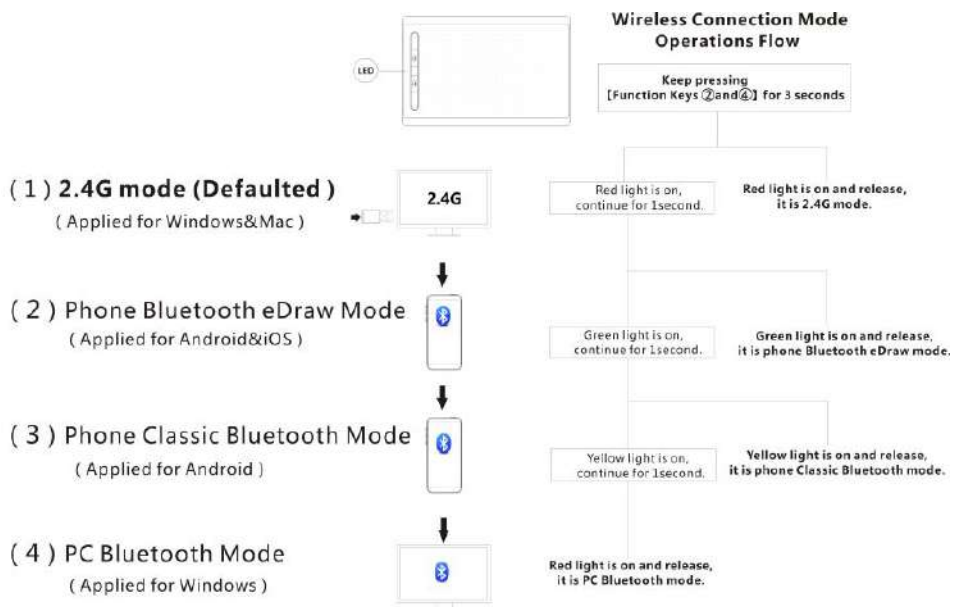 Wireless Connection Mode
Operations Flow
LED
Keep pressing
[Function Keys ②and④] for 3 seconds
(1) 2.4G mode (Defaulted)
(Applied for Windows&Mac)
2.4G
Red light is on,
continue for 1second.
Red light is on and release,
it is 2.4G mode.
(2) Phone Bluetooth eDraw Mode
(Applied for Android&iOS)
Green light is on,
continue for 1second.
Green light is on and release,
it is phone Bluetooth eDraw mode.
(3) Phone Classic Bluetooth Mode
(Applied for Android)
Yellow light is on,
continue for 1second.
Yellow light is on and release,
it is phone Classic Bluetooth mode.
(4) PC Bluetooth Mode
(Applied for Windows)
Red light is on and release,
it is PC Bluetooth mode.